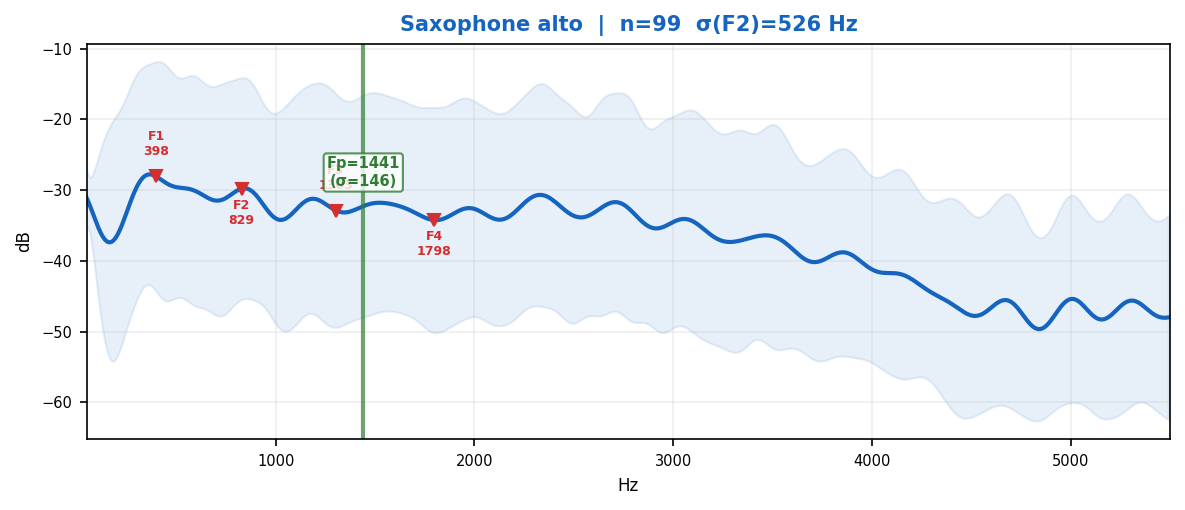 Saxophone alto | n=99 σ(F2)=526 Hz
−10
−20
−30
−40
−50
−60
dB
F1
398
F2
829
Fp=1441
(σ=146)
F4
1798
1000
2000
3000
4000
5000
Hz